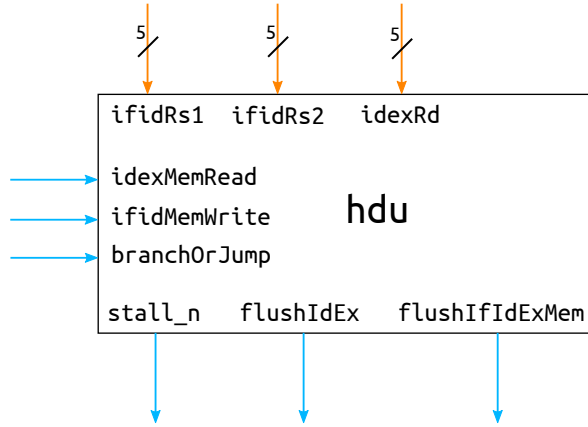 5 5 5
ifidRs1 ifidRs2 idexRd
idexMemRead
ifidMemWrite
hdu
branchOrJump
stall_n flushIdEx flushIfIdExMem